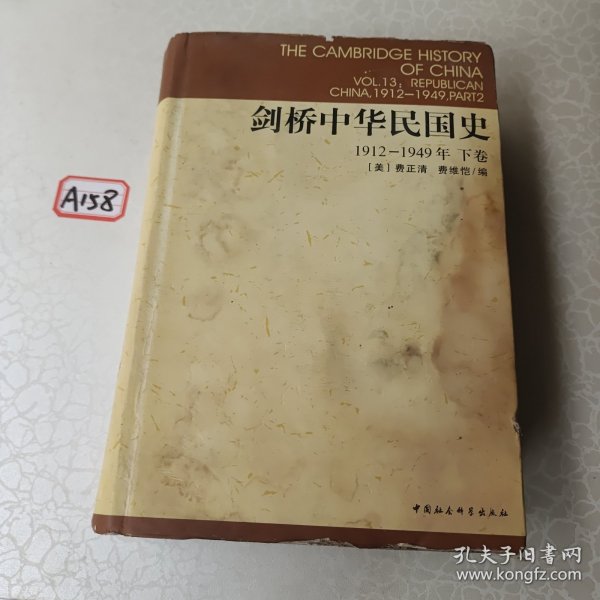 THE CAMBRIDGE HISTORY
OF CHINA
VOL.13: REPUBLICAN
CHINA,1912-1949,PART2
剑桥中华民国史
1912-1949年 下卷
[美]费正清 费维恺/编
A158
中国社会科学出版社
孔夫子旧书网
www.kongfz.com